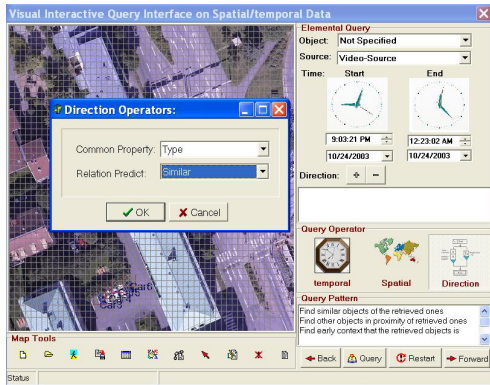 Visual Interactive Query Interface on Spatial/temporal Data
Elemental Query
Object: Not Specified
Source: Video-Source
Time: Start End
9:03:21 PM 12:23:02 AM
10/24/2003 10/24/2003
Direction:
Direction Operators:
Common Property: Type
Relation Predict: Similar
OK Cancel
Query Operator
temporal Spatial Direction
Query Pattern
Find similar objects of the retrieved ones
Find other objects in proximity of retrieved ones
Find early context that the retrieved objects is
Back Query Restart Forward
Map Tools
Status